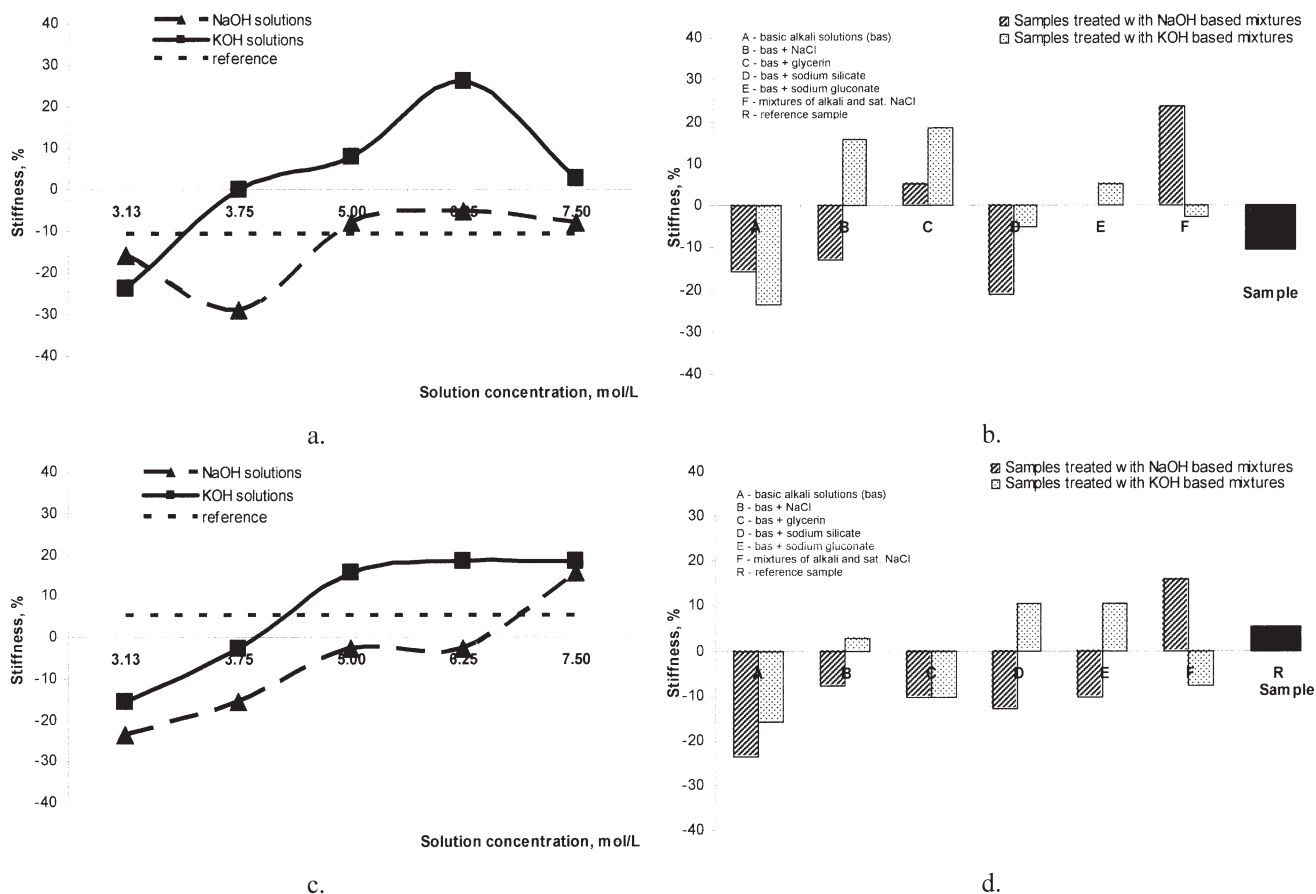 40
30
20
10
0
-10
-20
-30
-40
Stiffness, %
NaOH solutions
KOH solutions
reference
3.13 3.75 5.00 6.25 7.50
Solution concentration, mol/L
a.
40
30
20
10
0
-10
-20
-30
-40
Stiffnes, %
A - basic alkali solutions (bas)
B - bas + NaCl
C - bas + glycerin
D - bas + sodium silicate
E - bas + sodium gluconate
F - mixtures of alkali and sat. NaCl
R - reference sample
Samples treated with NaOH based mixtures
Samples treated with KOH based mixtures
A B C D E F
Sample
b.
40
30
20
10
0
-10
-20
-30
-40
Stiffness, %
NaOH solutions
KOH solutions
reference
3.13 3.75 5.00 6.25 7.50
Solution concentration, mol/L
c.
40
30
20
10
0
-10
-20
-30
-40
Stiffness, %
A - basic alkali solutions (bas)
B - bas + NaCl
C - bas + glycerin
D - bas + sodium silicate
E - bas + sodium gluconate
F - mixtures of alkali and sat. NaCl
R - reference sample
Samples treated with NaOH based mixtures
Samples treated with KOH based mixtures
A B C D E F R
Sample
d.